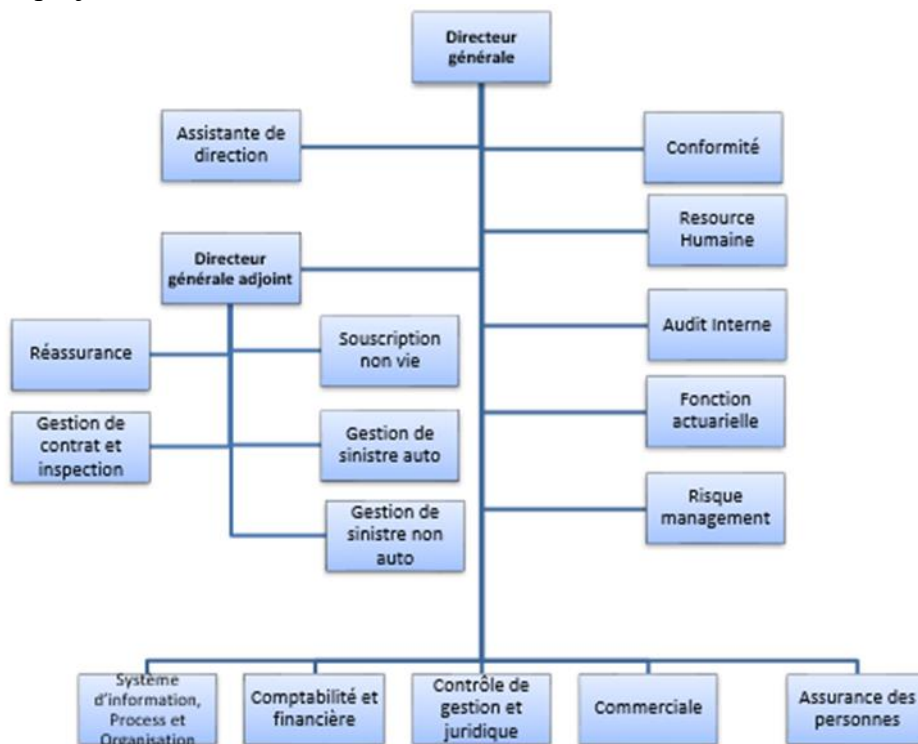 Directeur
générale
Assistante de
direction
Conformité
Resource
Humaine
Directeur
générale adjoint
Audit Interne
Réassurance
Souscription
non vie
Fonction
actuarielle
Gestion de
contrat et
inspection
Gestion de
sinistre auto
Risque
management
Gestion de
sinistre non
auto
Système
d'information,
Process et
Organisation
Comptabilité et
financière
Contrôle de
gestion et
juridique
Commerciale
Assurance des
personnes